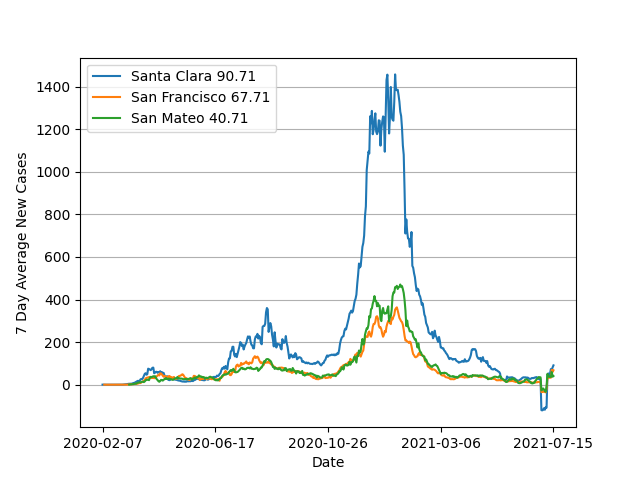 Santa Clara 90.71
San Francisco 67.71
San Mateo 40.71
7 Day Average New Cases
1400
1200
1000
800
600
400
200
0
2020-02-07 2020-06-17 2020-10-26 2021-03-06 2021-07-15
Date